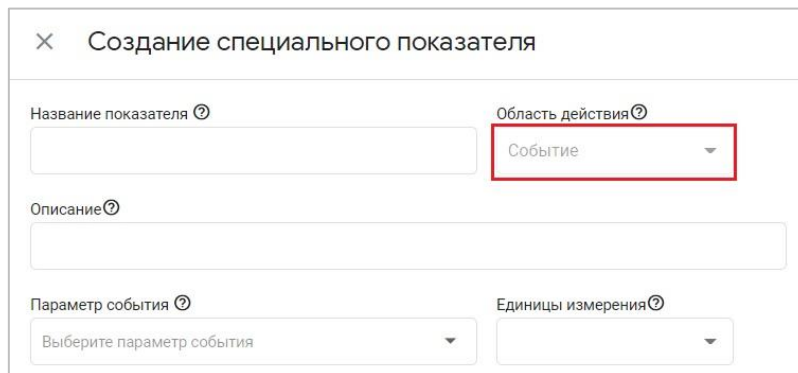 Создание специального показателя
Название показателя
Область действия
Событие
Описание
Параметр события
Единицы измерения
Выберите параметр события